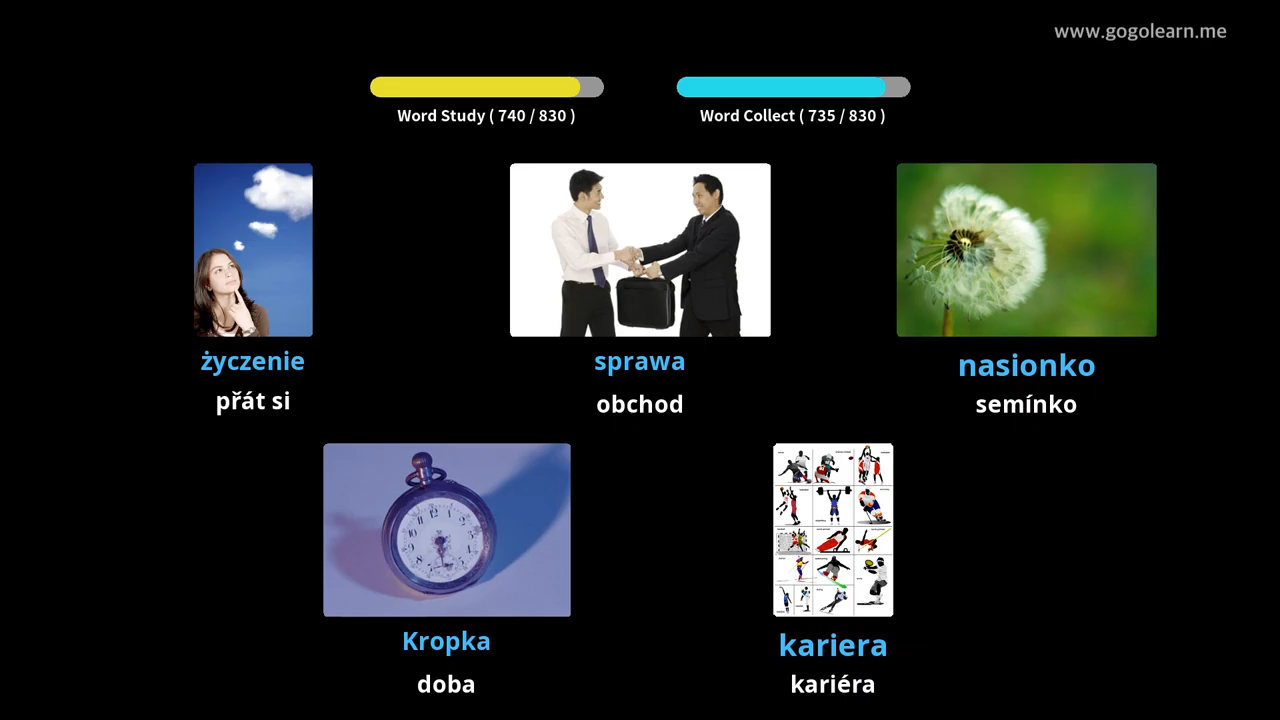 www.gogolearn.me
Word Study ( 740 / 830 )
Word Collect ( 735 / 830 )
życzenie
přát si
sprawa
obchod
nasionko
semínko
Kropka
doba
kariera
kariéra